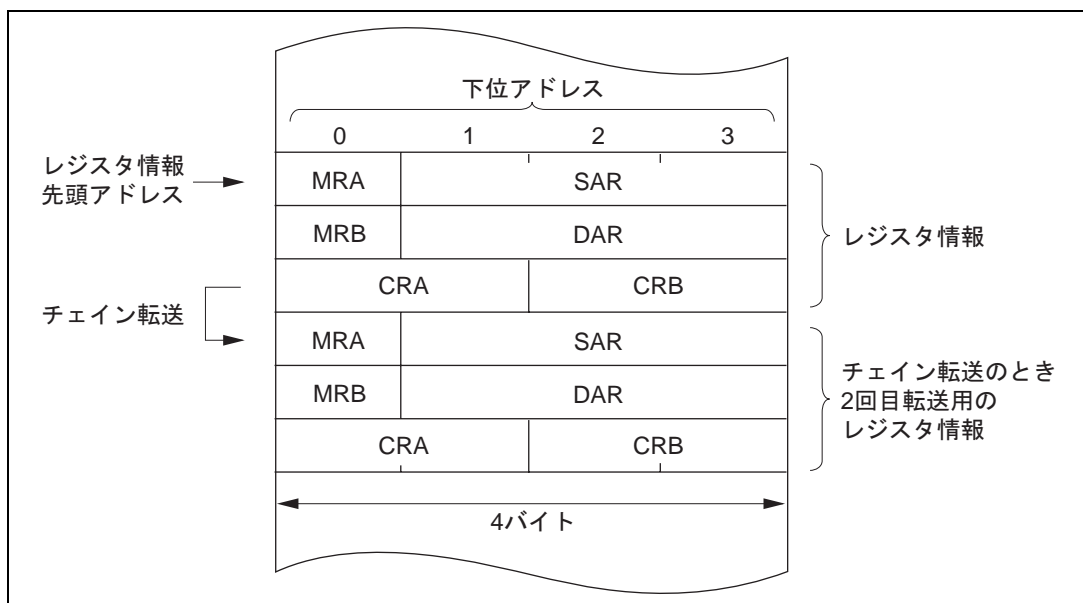 下位アドレス
0 1 2 3
レジスタ情報
先頭アドレス
MRA SAR
MRB DAR
レジスタ情報
CRA CRB
チェイン転送
MRA SAR
MRB DAR
チェイン転送のとき
2回目転送用の
レジスタ情報
CRA CRB
4バイト